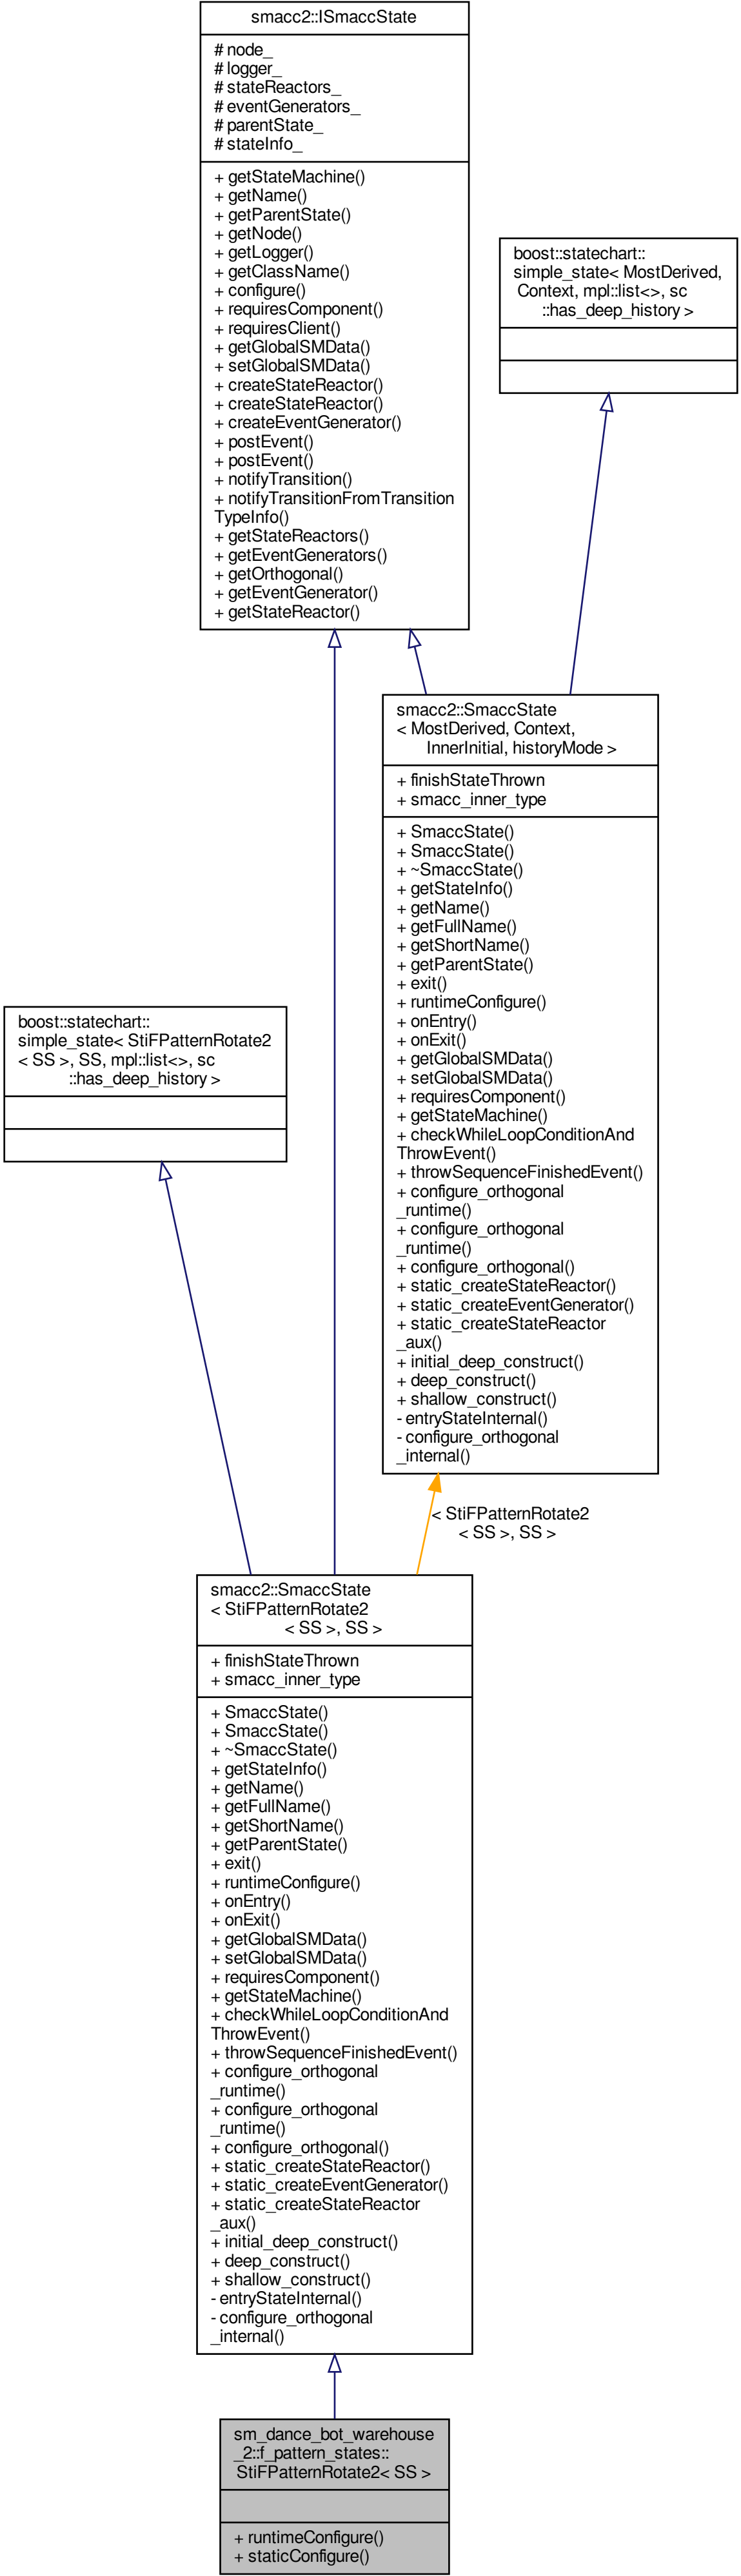 smacc2::ISmaccState
# node_
# logger_
# stateReactors_
# eventGenerators_
# parentState_
# stateInfo_
+ getStateMachine()
+ getName()
+ getParentState()
+ getNode()
+ getLogger()
+ getClassName()
+ configure()
+ requiresComponent()
+ requiresClient()
+ getGlobalSMData()
+ setGlobalSMData()
+ createStateReactor()
+ createStateReactor()
+ createEventGenerator()
+ postEvent()
+ postEvent()
+ notifyTransition()
+ notifyTransitionFromTransition
TypeInfo()
+ getStateReactors()
+ getEventGenerators()
+ getOrthogonal()
+ getEventGenerator()
+ getStateReactor()
boost::statechart::
simple_state< MostDerived,
Context, mpl::list<>, sc
::has_deep_history >
smacc2::SmaccState
< MostDerived, Context,
InnerInitial, historyMode >
+ finishStateThrown
+ smacc_inner_type
+ SmaccState()
+ SmaccState()
+ ~SmaccState()
+ getStateInfo()
+ getName()
+ getFullName()
+ getShortName()
+ getParentState()
+ exit()
+ runtimeConfigure()
+ onEntry()
+ onExit()
+ getGlobalSMData()
+ setGlobalSMData()
+ requiresComponent()
+ getStateMachine()
+ checkWhileLoopConditionAnd
ThrowEvent()
+ throwSequenceFinishedEvent()
+ configure_orthogonal
_runtime()
+ configure_orthogonal
_runtime()
+ configure_orthogonal()
+ static_createStateReactor()
+ static_createEventGenerator()
+ static_createStateReactor
_aux()
+ initial_deep_construct()
+ deep_construct()
+ shallow_construct()
- entryStateInternal()
- configure_orthogonal
_internal()
boost::statechart::
simple_state< StiFPatternRotate2
< SS >, SS, mpl::list<>, sc
::has_deep_history >
< StiFPatternRotate2
< SS >, SS >
smacc2::SmaccState
< StiFPatternRotate2
< SS >, SS >
+ finishStateThrown
+ smacc_inner_type
+ SmaccState()
+ SmaccState()
+ ~SmaccState()
+ getStateInfo()
+ getName()
+ getFullName()
+ getShortName()
+ getParentState()
+ exit()
+ runtimeConfigure()
+ onEntry()
+ onExit()
+ getGlobalSMData()
+ setGlobalSMData()
+ requiresComponent()
+ getStateMachine()
+ checkWhileLoopConditionAnd
ThrowEvent()
+ throwSequenceFinishedEvent()
+ configure_orthogonal
_runtime()
+ configure_orthogonal
_runtime()
+ configure_orthogonal()
+ static_createStateReactor()
+ static_createEventGenerator()
+ static_createStateReactor
_aux()
+ initial_deep_construct()
+ deep_construct()
+ shallow_construct()
- entryStateInternal()
- configure_orthogonal
_internal()
sm_dance_bot_warehouse
_2::f_pattern_states::
StiFPatternRotate2< SS >
+ runtimeConfigure()
+ staticConfigure()